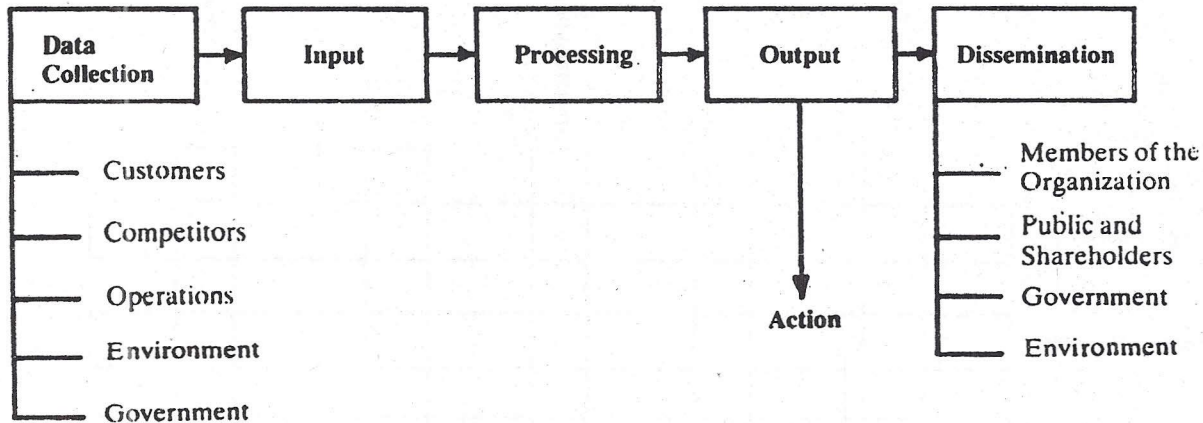 Data
Collection
Input
Processing
Output
Dissemination
Customers
Competitors
Operations
Environment
Government
Action
Members of the
Organization
Public and
Shareholders
Government
Environment